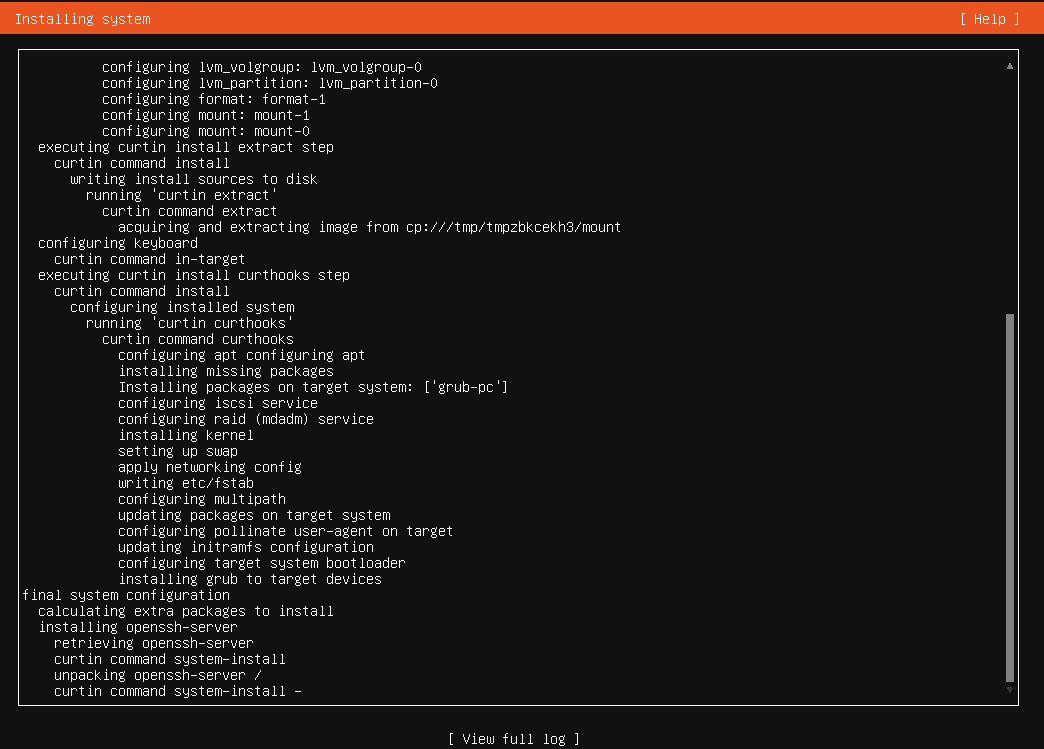 Installing system [ Help ]
configuring lvm_volgroup: lvm_volgroup-0
configuring lvm_partition: lvm_partition-0
configuring format: format-1
configuring mount: mount-1
configuring mount: mount-0
executing curtin install extract step
curtin command install
writing install sources to disk
running 'curtin extract'
curtin command extract
acquiring and extracting image from cp:///tmp/tmpzbkcekh3/mount
configuring keyboard
curtin command in-target
executing curtin install curthooks step
curtin command install
configuring installed system
running 'curtin curthooks'
curtin command curthooks
configuring apt configuring apt
installing missing packages
Installing packages on target system: ['grub-pc']
configuring iscsi service
configuring raid (mdadm) service
installing kernel
setting up swap
apply networking config
writing etc/fstab
configuring multipath
updating packages on target system
configuring pollinate user-agent on target
updating initramfs configuration
configuring target system bootloader
installing grub to target devices
final system configuration
calculating extra packages to install
installing openssh-server
retrieving openssh-server
curtin command system-install
unpacking openssh-server /
curtin command system-install -
[ View full log ]